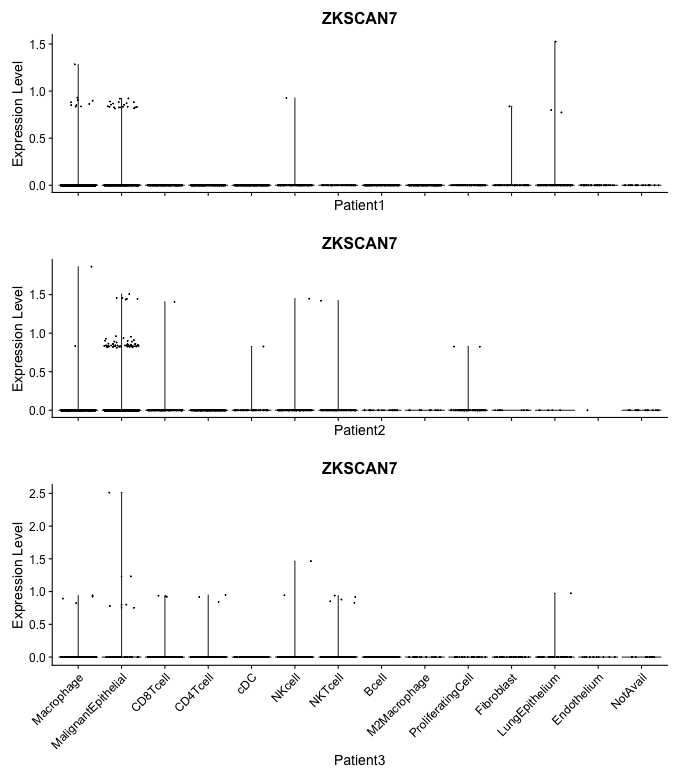 ZKSCAN7
Expression Level
1.5
1.0
0.5
0.0
Patient1
ZKSCAN7
Expression Level
1.5
1.0
0.5
0.0
Patient2
ZKSCAN7
Expression Level
2.5
2.0
1.5
1.0
0.5
0.0
Macrophage
MalignantEpithelial
CD8Tcell
CD4Tcell
cDC
NKcell
NKTcell
Bcell
M2Macrophage
ProliferatingCell
Fibroblast
LungEpithelium
Endothelium
NotAvail
Patient3